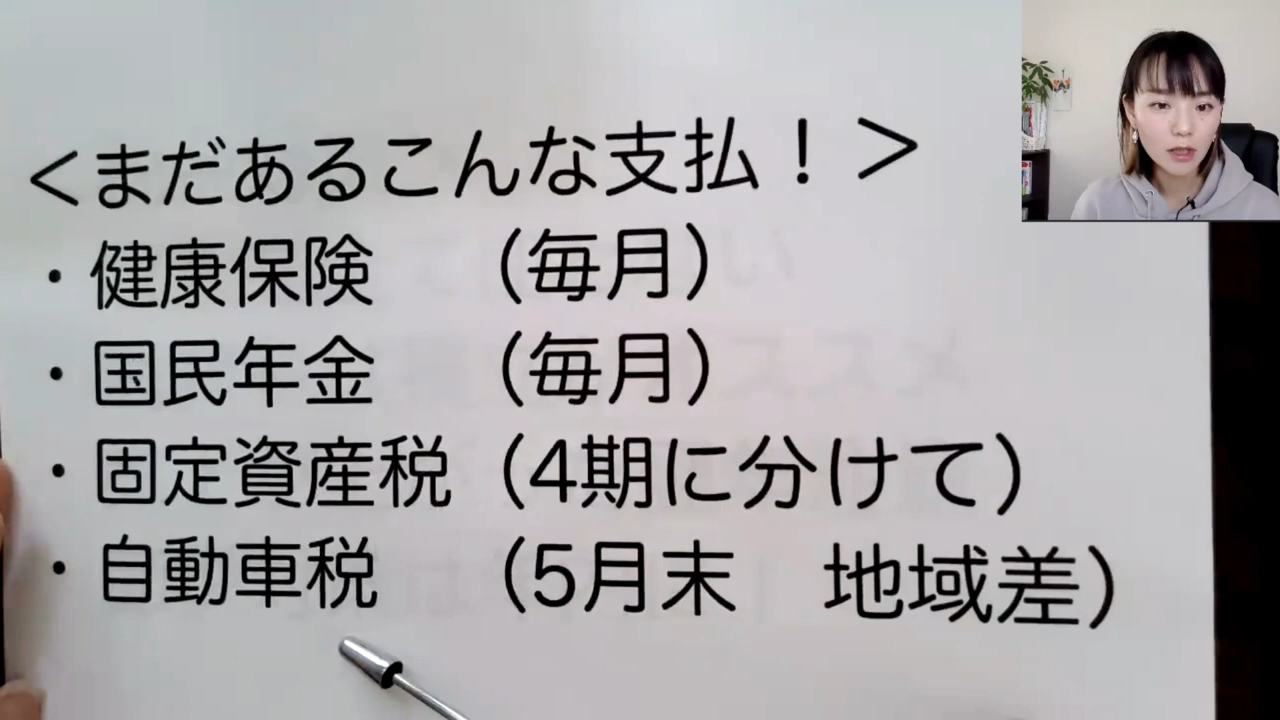 ＜まだあるこんな支払！＞
・健康保険　（毎月）
・国民年金　（毎月）
・固定資産税（4期に分けて）
・自動車税　（5月末　地域差）